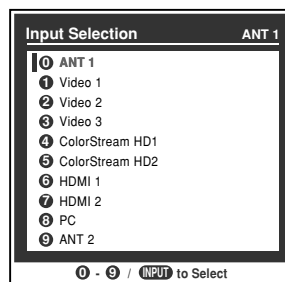 Input Selection ANT 1
0 ANT 1
1 Video 1
2 Video 2
3 Video 3
4 ColorStream HD1
5 ColorStream HD2
6 HDMI 1
7 HDMI 2
8 PC
9 ANT 2
0 - 9 / INPUT to Select